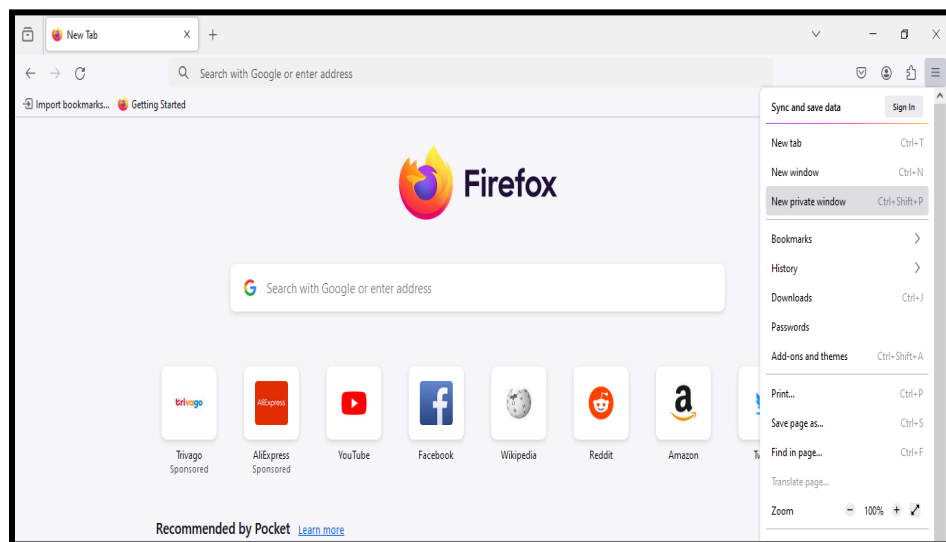 New Tab
Search with Google or enter address
Import bookmarks... Getting Started
Sync and save data Sign In
New tab Ctrl+T
New window Ctrl+N
New private window Ctrl+Shift+P
Bookmarks
History
Downloads Ctrl+J
Passwords
Add-ons and themes Ctrl+Shift+A
Print... Ctrl+P
Save page as... Ctrl+S
Find in page... Ctrl+F
Translate page...
Zoom 100%
Firefox
Search with Google or enter address
trivago
AliExpress
a
Trivago AliExpress YouTube Facebook Wikipedia Reddit Amazon
Sponsored Sponsored
Recommended by Pocket Learn more